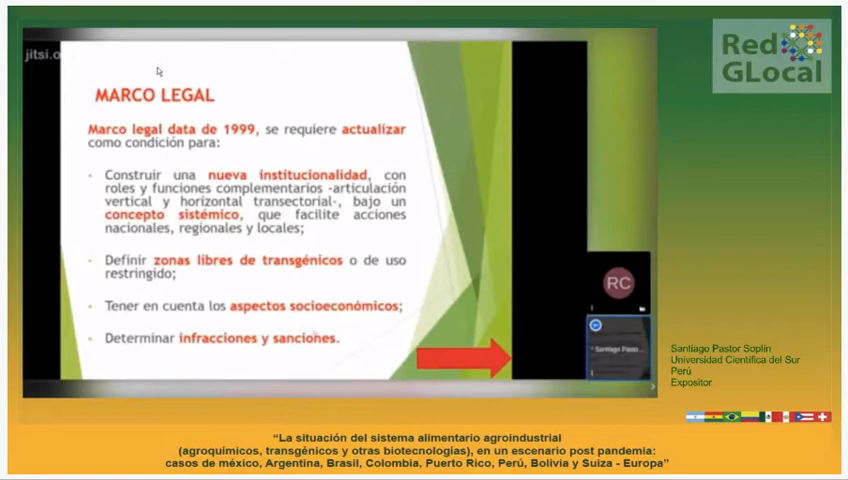 jitsi.o
Red
GLocal
MARCO LEGAL
Marco legal data de 1999, se requiere actualizar
como condición para:
Construir una nueva institucionalidad, con
roles y funciones complementarios -articulación
vertical y horizontal transectorial-, bajo un
concepto sistémico, que facilite acciones
nacionales, regionales y locales;
Definir zonas libres de transgénicos o de uso
restringido;
Tener en cuenta los aspectos socioeconómicos;
Determinar infracciones y sanciones.
RC
Santiago Pasto...
Santiago Pastor Soplín
Universidad Científica del Sur
Perú
Expositor
“La situación del sistema alimentario agroindustrial
(agroquímicos, transgénicos y otras biotecnologías), en un escenario post pandemia:
casos de méxico, Argentina, Brasil, Colombia, Puerto Rico, Perú, Bolivia y Suiza - Europa”